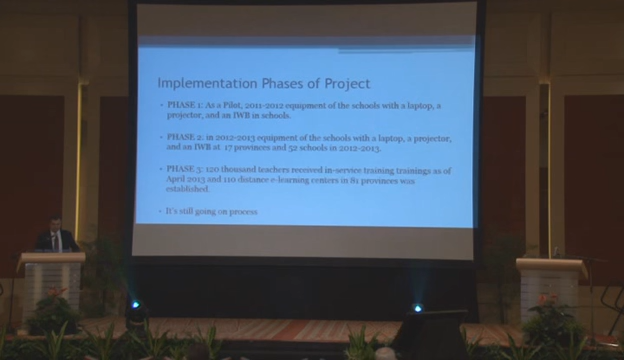 Implementation Phases of Project
• PHASE 1: As a Pilot, 2011-2012 equipment of the schools with a laptop, a
projector, and an IWB in schools.
• PHASE 2: in 2012-2013 equipment of the schools with a laptop, a projector,
and an IWB at 17 provinces and 52 schools in 2012-2013.
• PHASE 3: 120 thousand teachers received in-service training trainings as of
April 2013 and 110 distance e-learning centers in 81 provinces was
established.
• It's still going on process